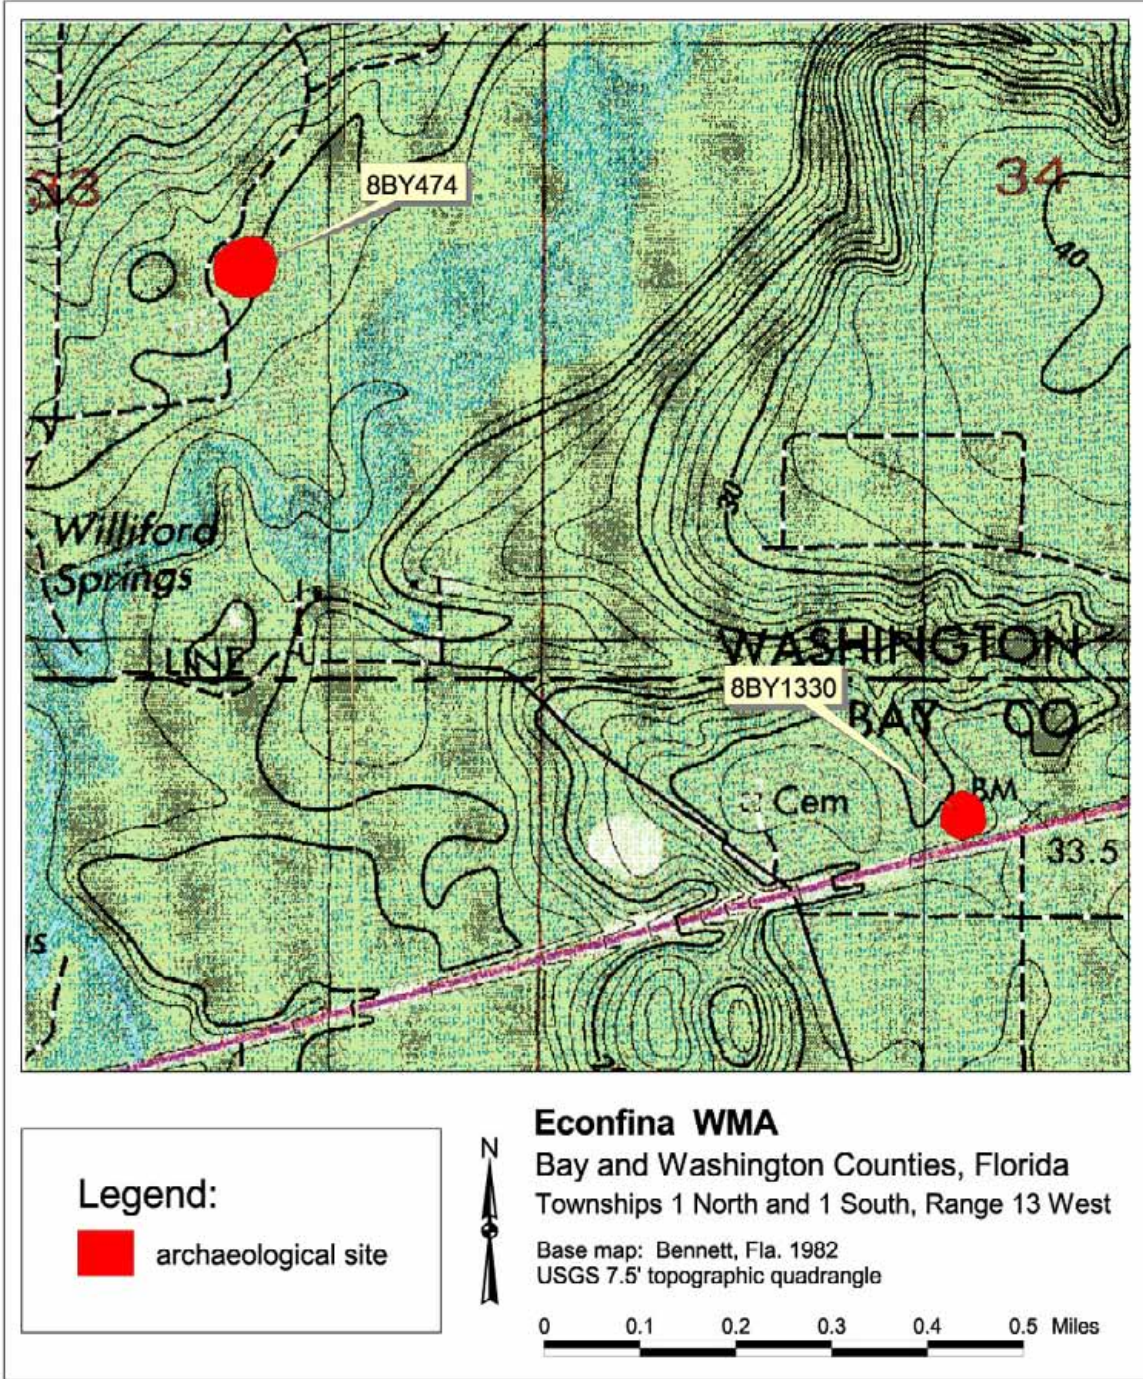 8BY474
33
34
40
30
Williford
Springs
LINE
WASHINGTON
8BY1330
BAY CO
BM
Cem
33.5
Legend:
archaeological site
N
Econfina WMA
Bay and Washington Counties, Florida
Townships 1 North and 1 South, Range 13 West
Base map: Bennett, Fla. 1982
USGS 7.5' topographic quadrangle
0 0.1 0.2 0.3 0.4 0.5 Miles